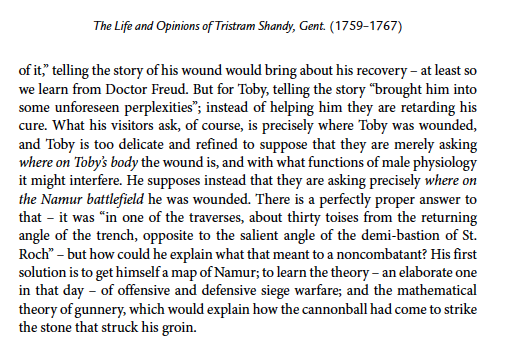 The Life and Opinions of Tristram Shandy, Gent. (1759–1767)
of it,” telling the story of his wound would bring about his recovery – at least so
we learn from Doctor Freud. But for Toby, telling the story “brought him into
some unforeseen perplexities”; instead of helping him they are retarding his
cure. What his visitors ask, of course, is precisely where Toby was wounded,
and Toby is too delicate and refined to suppose that they are merely asking
where on Toby’s body the wound is, and with what functions of male physiology
it might interfere. He supposes instead that they are asking precisely where on
the Namur battlefield he was wounded. There is a perfectly proper answer to
that – it was “in one of the traverses, about thirty toises from the returning
angle of the trench, opposite to the salient angle of the demi-bastion of St.
Roch” – but how could he explain what that meant to a noncombatant? His first
solution is to get himself a map of Namur; to learn the theory – an elaborate one
in that day – of offensive and defensive siege warfare; and the mathematical
theory of gunnery, which would explain how the cannonball had come to strike
the stone that struck his groin.